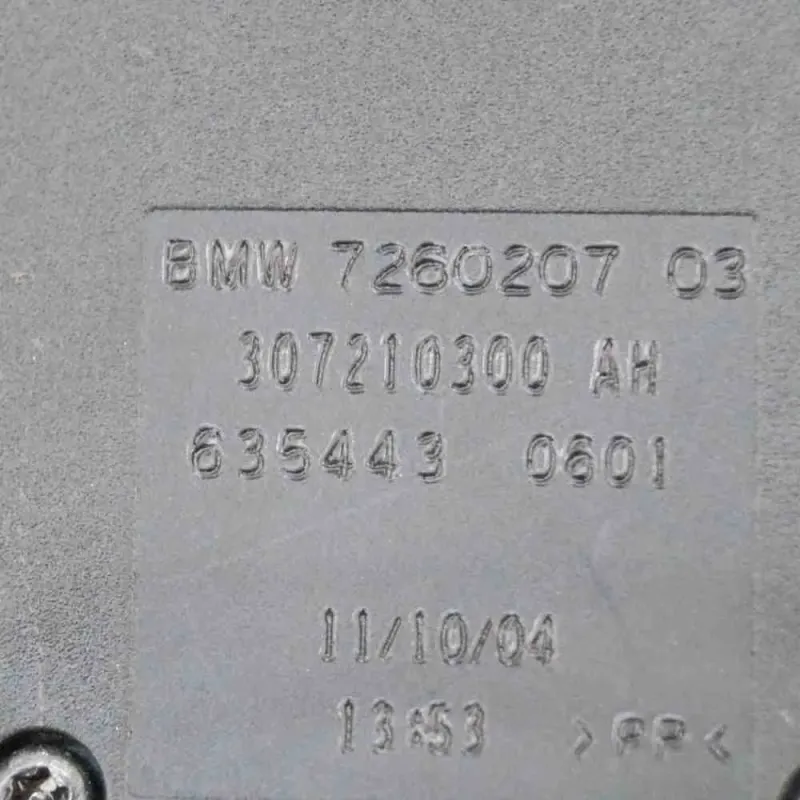 BMW 7260207 03
307210300 AH
635443 0601
11/10/04
13:53 >PP<